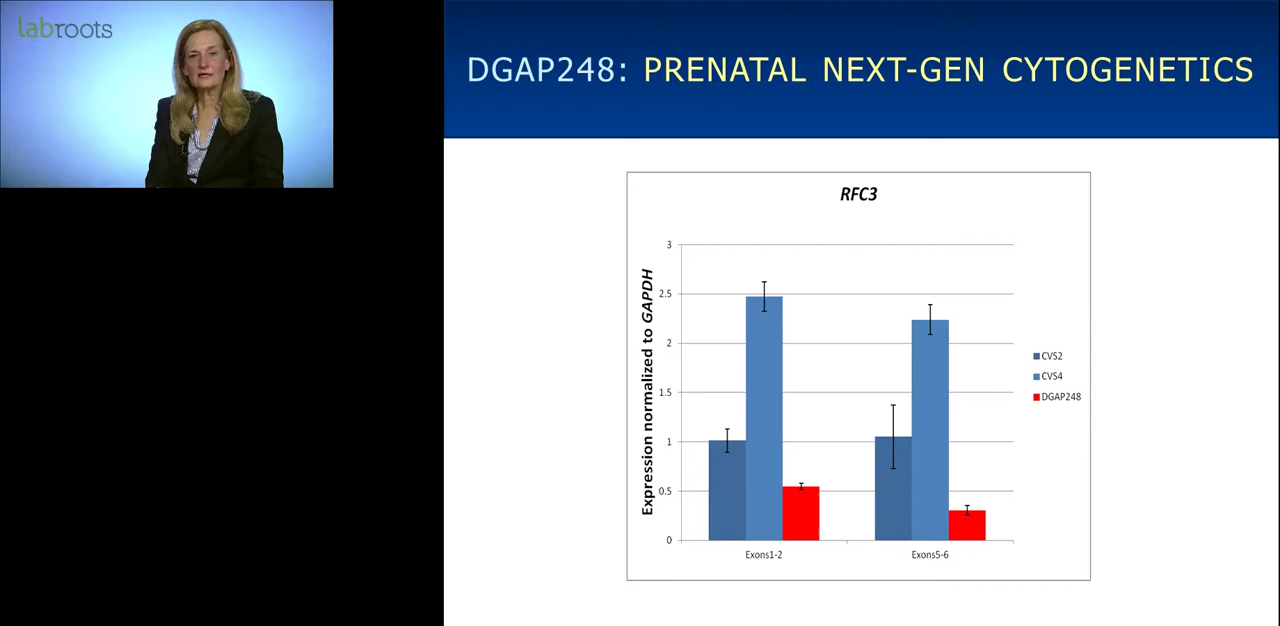 labroots
DGAP248: PRENATAL NEXT-GEN CYTOGENETICS
RFC3
Expression normalized to GAPDH
3
2.5
2
1.5
1
0.5
0
Exons1-2
Exons5-6
CVS2
CVS4
DGAP248